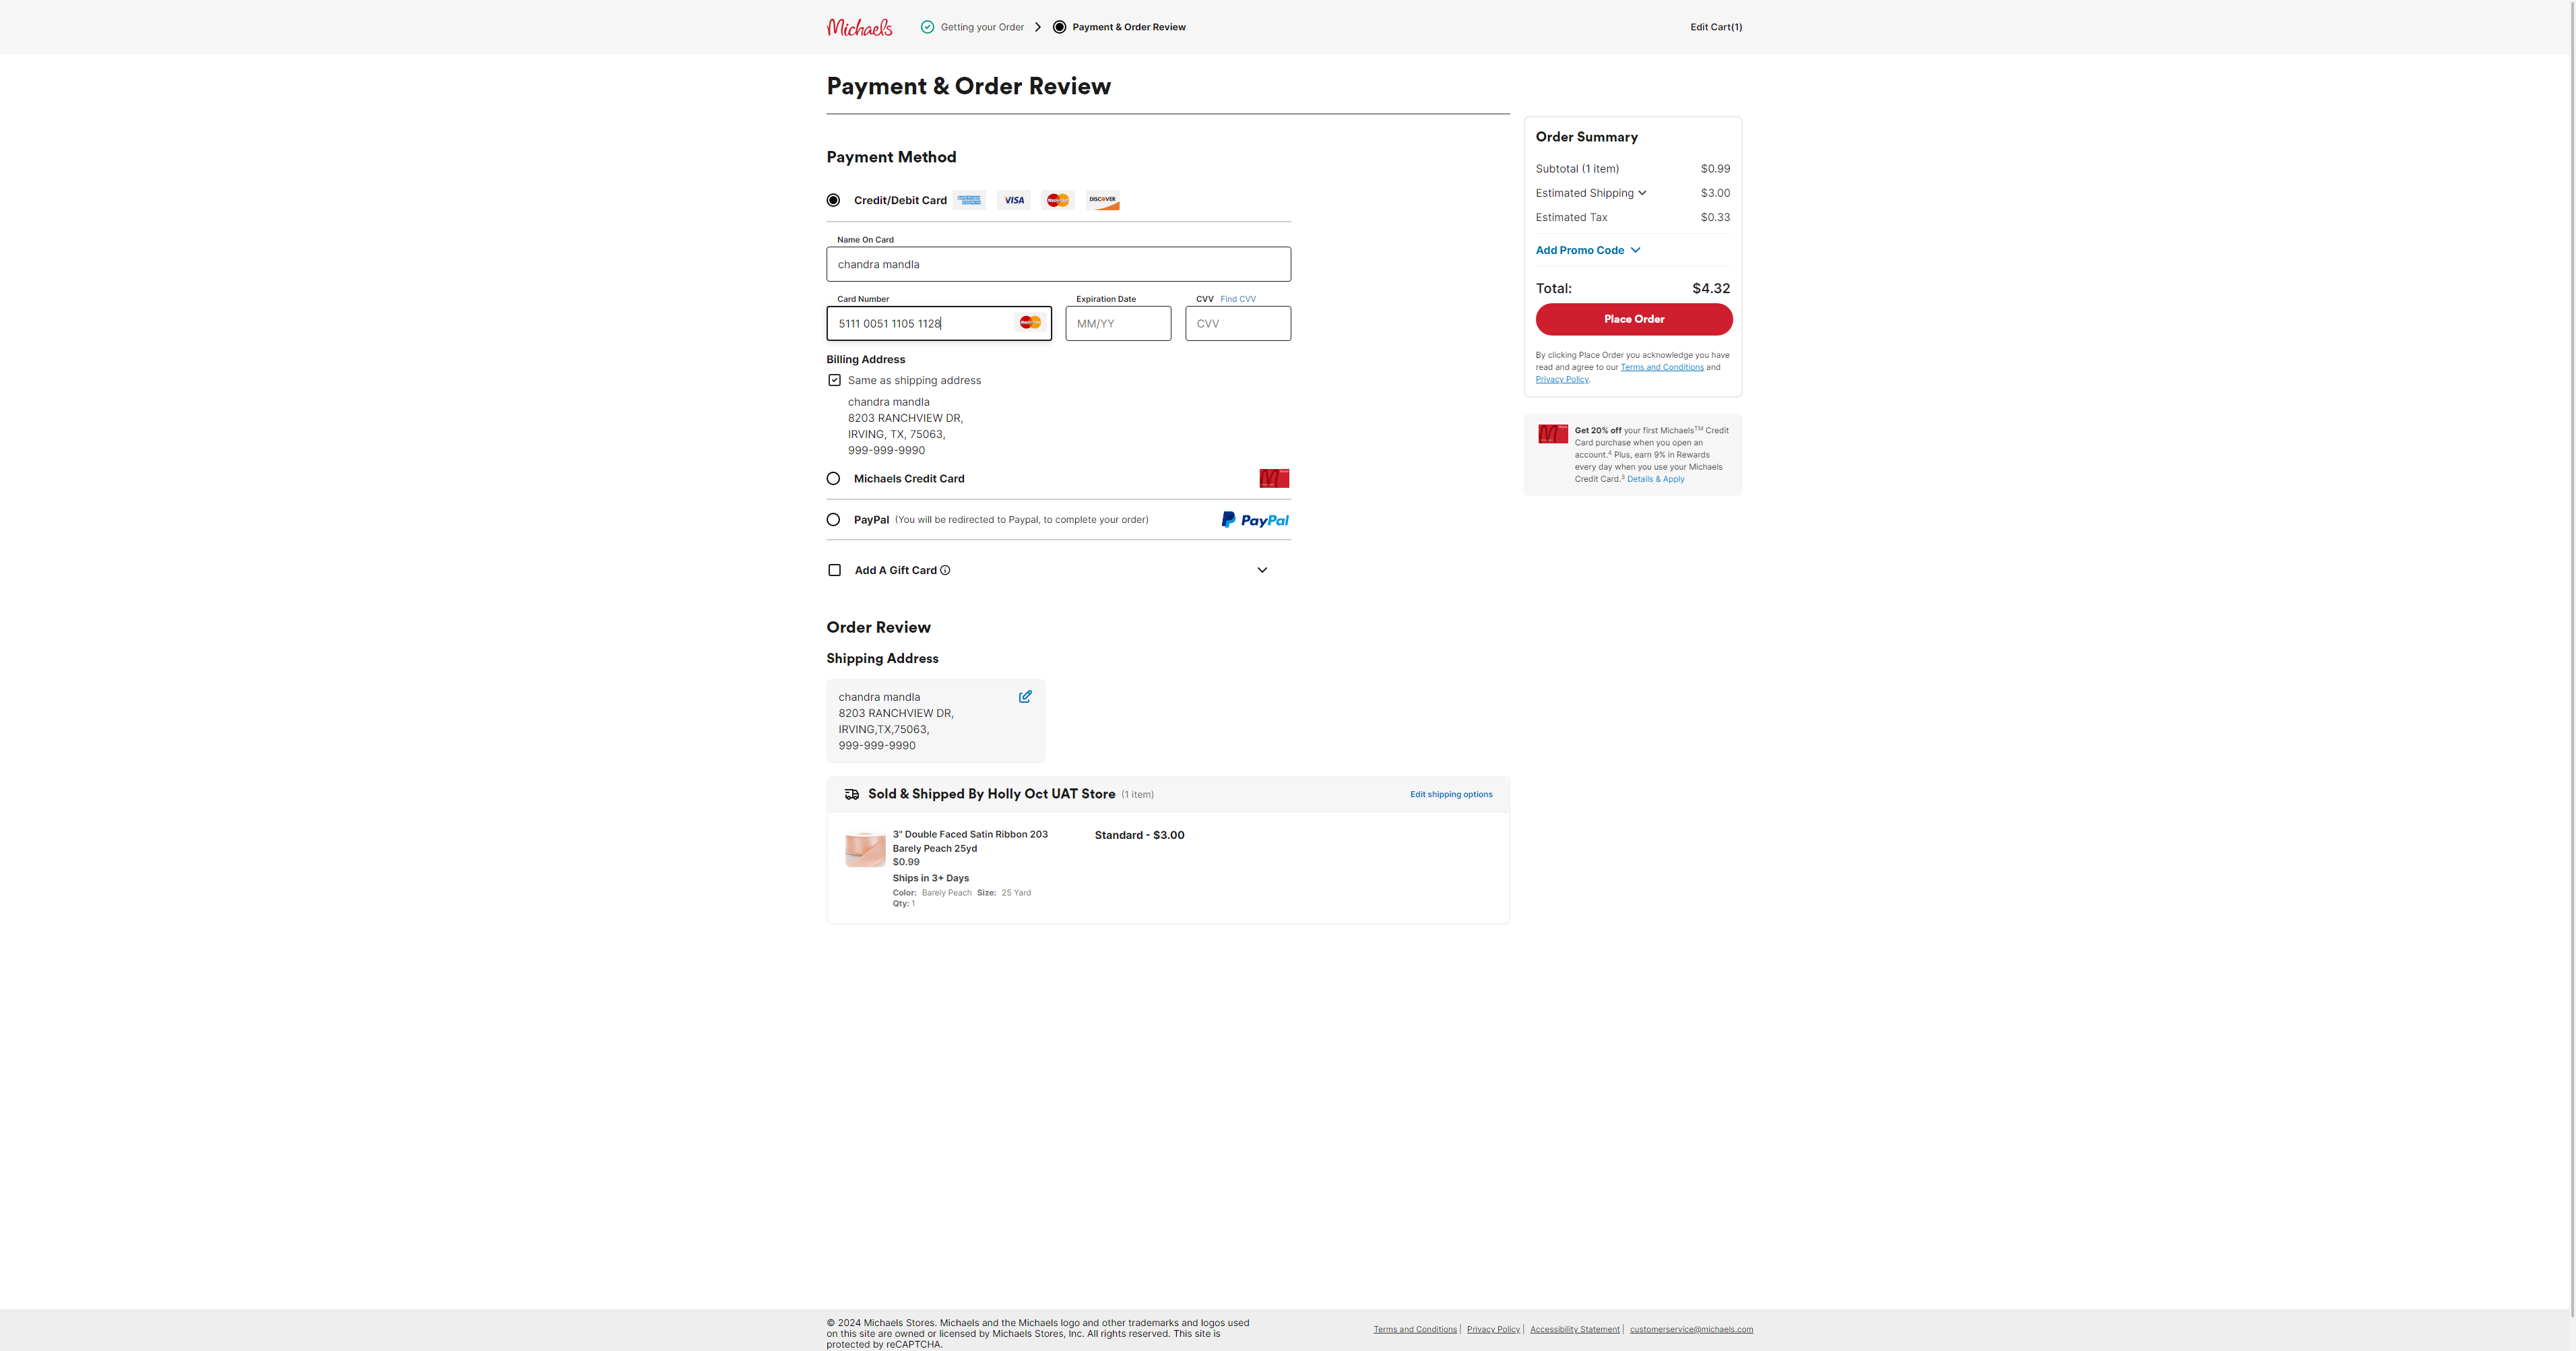 Michaels
Getting your Order
Payment & Order Review
Edit Cart(1)
Payment & Order Review
Payment Method
Credit/Debit Card
VISA
MasterCard
DISCOVER
Name On Card
chandra mandla
Card Number
Expiration Date
CVV Find CVV
5111 0051 1105 1128
MasterCard
MM/YY
CVV
Billing Address
Same as shipping address
chandra mandla
8203 RANCHVIEW DR,
IRVING, TX, 75063,
999-999-9990
Michaels Credit Card
PayPal (You will be redirected to Paypal, to complete your order)
PayPal
Add A Gift Card
Order Review
Shipping Address
chandra mandla
8203 RANCHVIEW DR,
IRVING,TX,75063,
999-999-9990
Sold & Shipped By Holly Oct UAT Store (1 item)
Edit shipping options
3" Double Faced Satin Ribbon 203
Barely Peach 25yd
$0.99
Ships in 3+ Days
Color: Barely Peach Size: 25 Yard
Qty: 1
Standard - $3.00
Order Summary
Subtotal (1 item) $0.99
Estimated Shipping $3.00
Estimated Tax $0.33
Add Promo Code
Total: $4.32
Place Order
By clicking Place Order you acknowledge you have
read and agree to our Terms and Conditions and
Privacy Policy.
Get 20% off your first Michaels™ Credit
Card purchase when you open an
account.⁴ Plus, earn 9% in Rewards
every day when you use your Michaels
Credit Card.³ Details & Apply
© 2024 Michaels Stores. Michaels and the Michaels logo and other trademarks and logos used
on this site are owned or licensed by Michaels Stores, Inc. All rights reserved. This site is
protected by reCAPTCHA.
Terms and Conditions | Privacy Policy | Accessibility Statement | customerservice@michaels.com